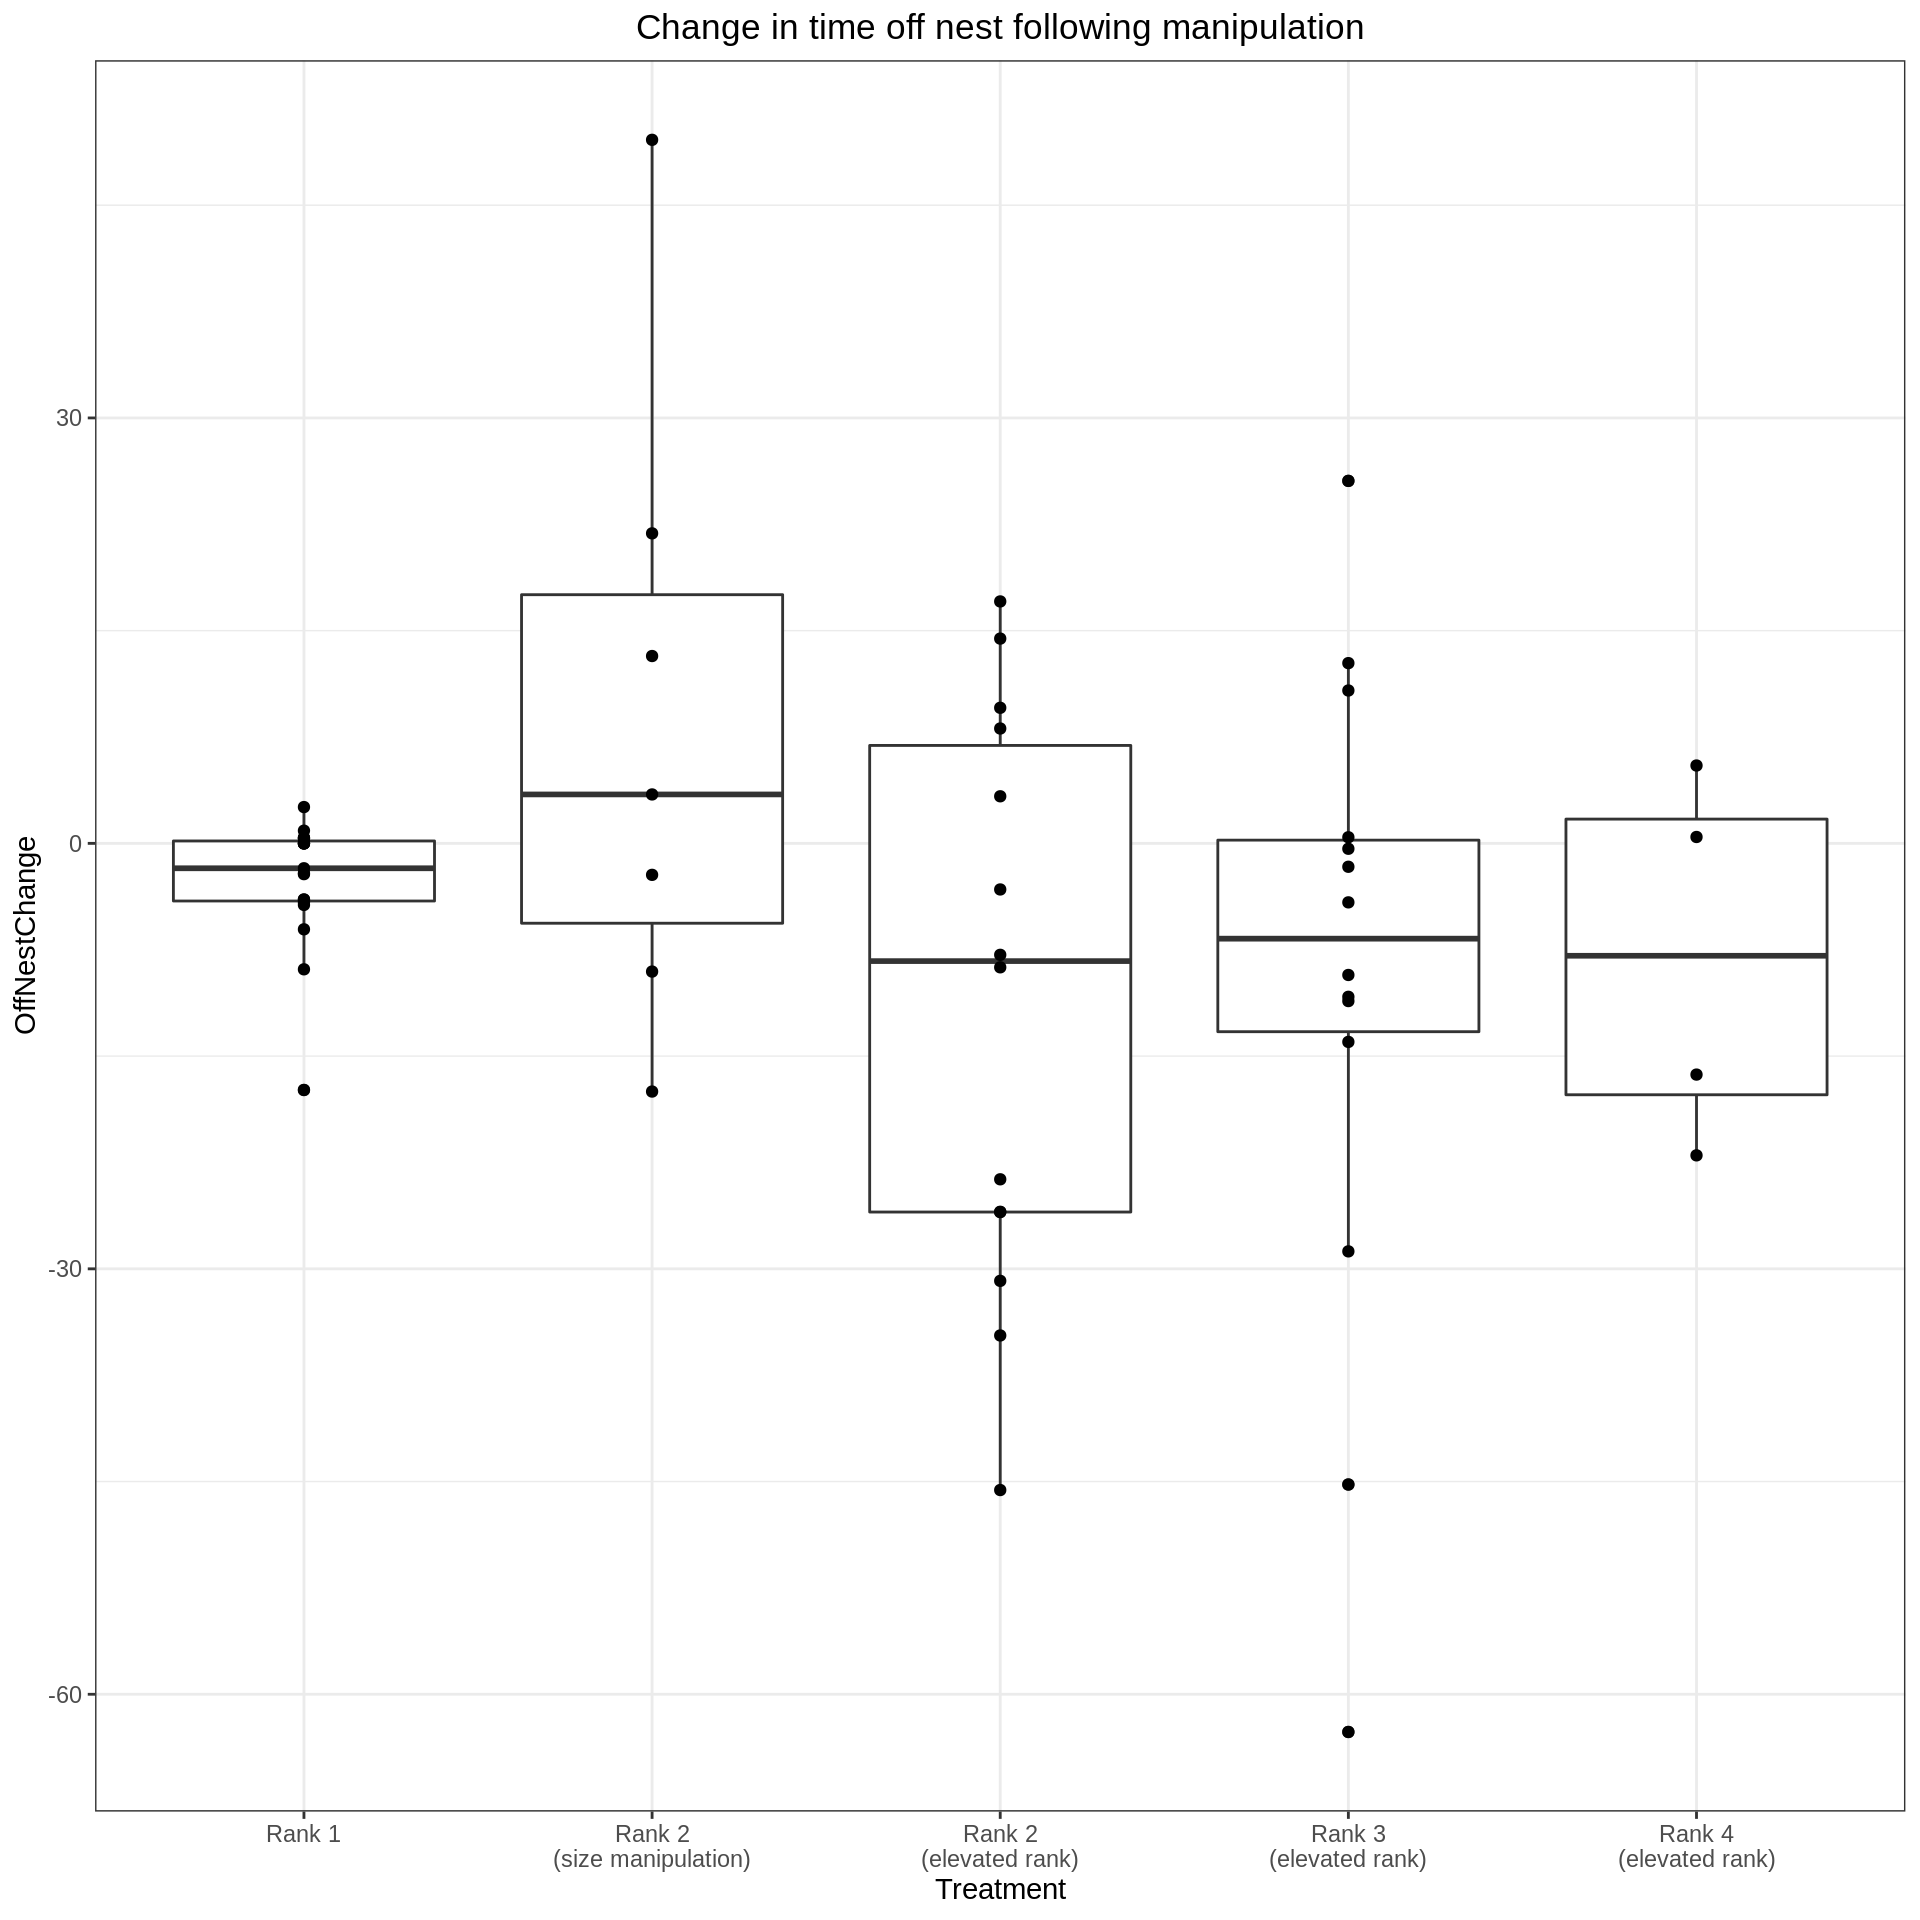 Change in time off nest following manipulation
OffNestChange
30
0
-30
-60
Rank 1
Rank 2
(size manipulation)
Rank 2
(elevated rank)
Rank 3
(elevated rank)
Rank 4
(elevated rank)
Treatment